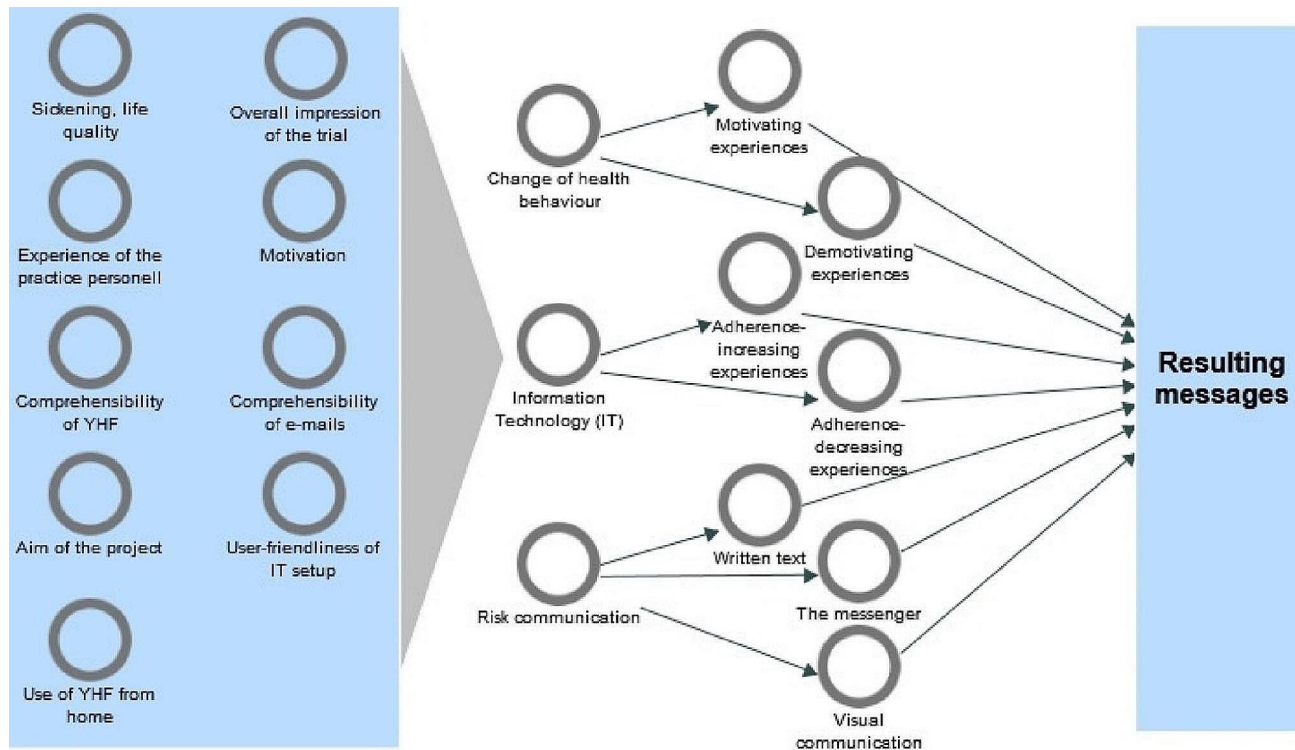 Sickening, life
quality
Overall impression
of the trial
Experience of the
practice personell
Motivation
Comprehensibility
of YHF
Comprehensibility
of e-mails
Aim of the project
User-friendliness of
IT setup
Use of YHF from
home
Change of health
behaviour
Information
Technology (IT)
Risk communication
Motivating
experiences
Demotivating
experiences
Adherence-
increasing
experiences
Adherence-
decreasing
experiences
Written text
The messenger
Visual
communication
Resulting
messages